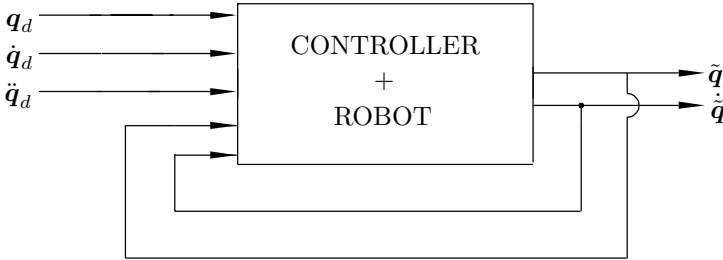 q_d
q̇_d
q̈_d
CONTROLLER
+
ROBOT
q̃
q̃̇